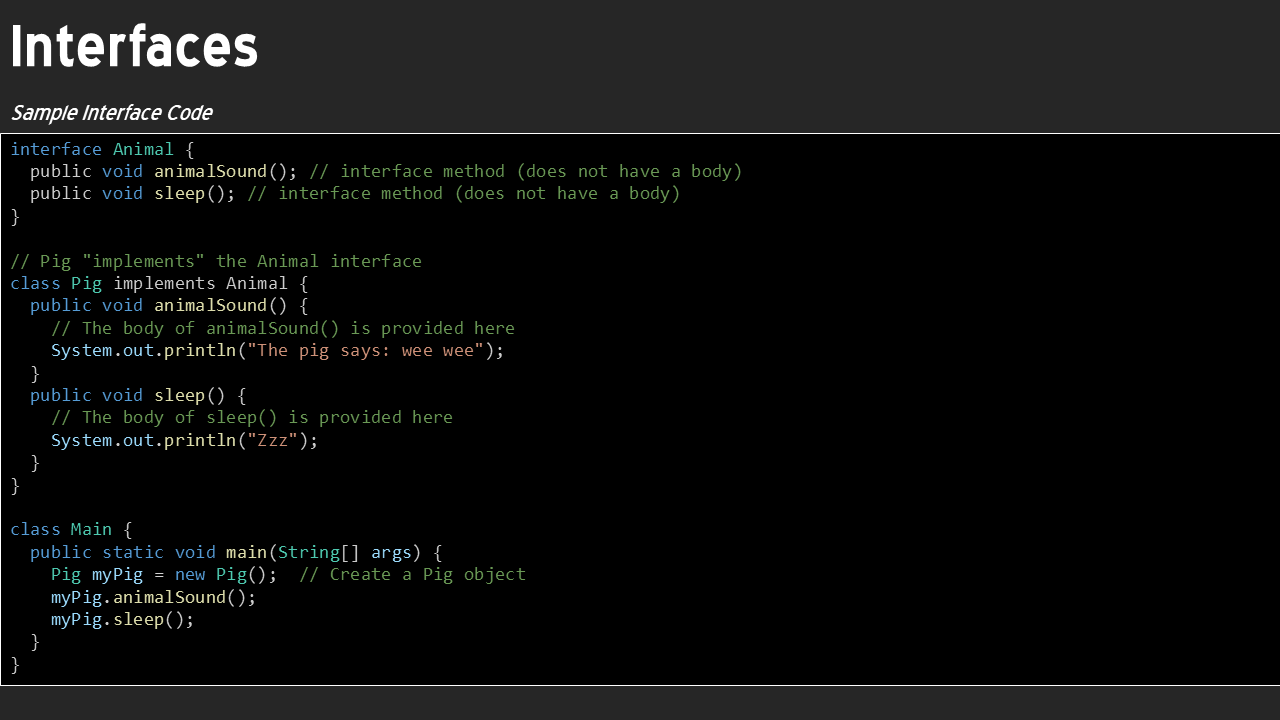 Interfaces
Sample Interface Code
interface Animal {
  public void animalSound(); // interface method (does not have a body)
  public void sleep(); // interface method (does not have a body)
}

// Pig "implements" the Animal interface
class Pig implements Animal {
  public void animalSound() {
    // The body of animalSound() is provided here
    System.out.println("The pig says: wee wee");
  }
  public void sleep() {
    // The body of sleep() is provided here
    System.out.println("Zzz");
  }
}

class Main {
  public static void main(String[] args) {
    Pig myPig = new Pig();  // Create a Pig object
    myPig.animalSound();
    myPig.sleep();
  }
}